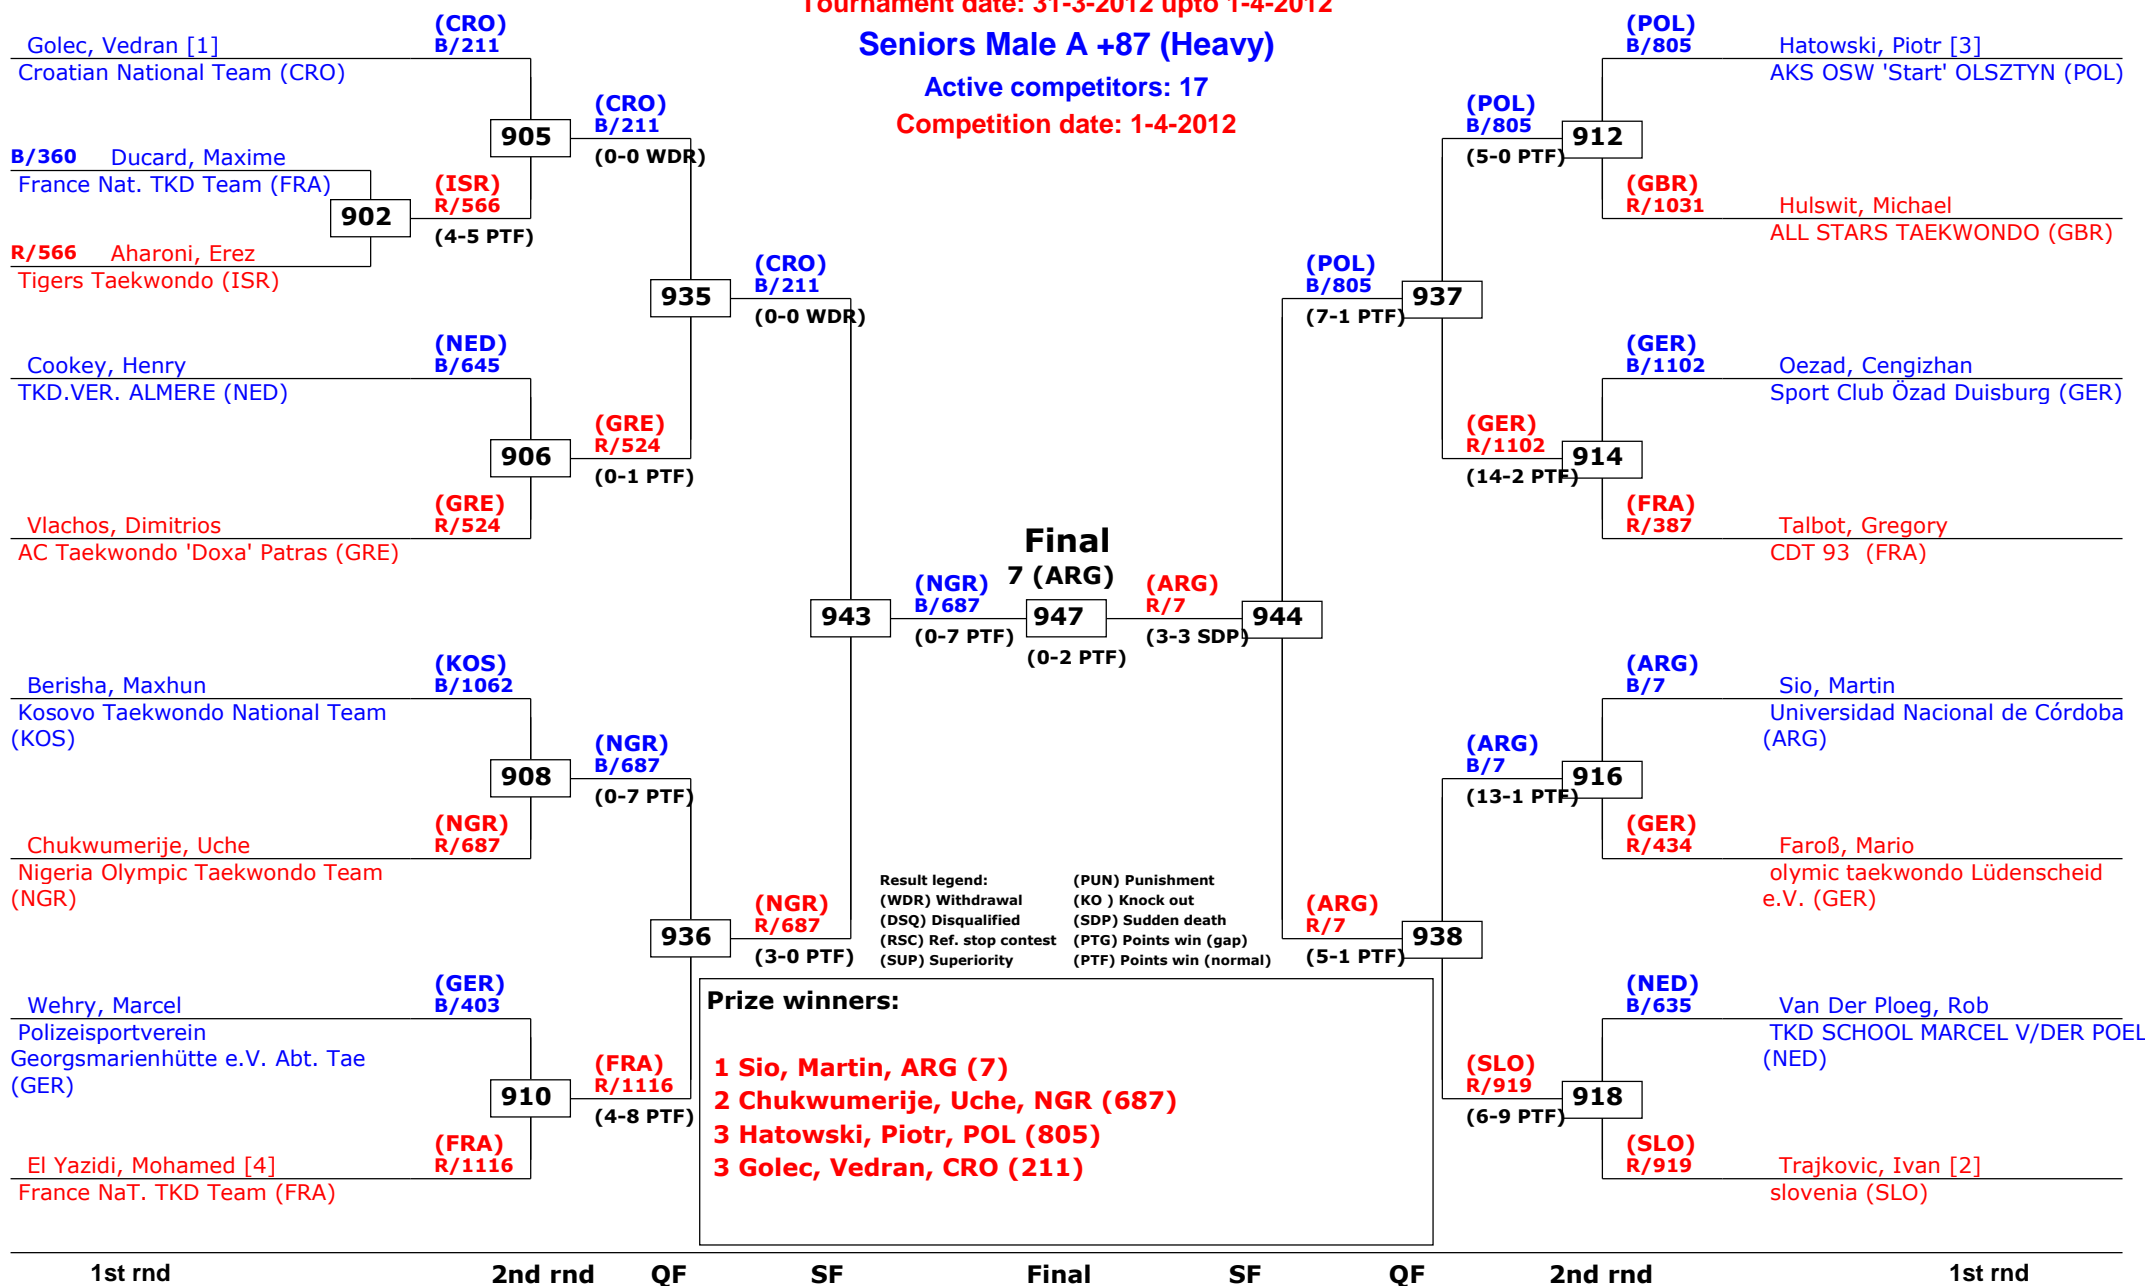 Tournament date: 31-3-2012 upto 1-4-2012
Seniors Male A +87 (Heavy)
Active competitors: 17
Competition date: 1-4-2012
Golec, Vedran [1]
Croatian National Team (CRO)
(CRO)
B/211
B/360 Ducard, Maxime
France Nat. TKD Team (FRA)
902
R/566 Aharoni, Erez
Tigers Taekwondo (ISR)
(ISR)
R/566
(4-5 PTF)
905
(CRO)
B/211
(0-0 WDR)
Cookey, Henry
TKD.VER. ALMERE (NED)
(NED)
B/645
906
Vlachos, Dimitrios
AC Taekwondo 'Doxa' Patras (GRE)
(GRE)
R/524
(GRE)
R/524
(0-1 PTF)
935
(CRO)
B/211
(0-0 WDR)
Berisha, Maxhun
Kosovo Taekwondo National Team
(KOS)
(KOS)
B/1062
908
Chukwumerije, Uche
Nigeria Olympic Taekwondo Team
(NGR)
(NGR)
R/687
(NGR)
B/687
(0-7 PTF)
Wehry, Marcel
Polizeisportverein
Georgsmarienhütte e.V. Abt. Tae
(GER)
(GER)
B/403
910
El Yazidi, Mohamed [4]
France NaT. TKD Team (FRA)
(FRA)
R/1116
(FRA)
R/1116
(4-8 PTF)
936
(NGR)
R/687
(3-0 PTF)
943
(NGR)
B/687
(0-7 PTF)
Final
7 (ARG)
947
(0-2 PTF)
(ARG)
R/7
(3-3 SDP)
944
(POL)
B/805
(7-1 PTF)
937
(POL)
B/805
(5-0 PTF)
912
(POL)
B/805
Hatowski, Piotr [3]
AKS OSW 'Start' OLSZTYN (POL)
(GBR)
R/1031
Hulswit, Michael
ALL STARS TAEKWONDO (GBR)
(GER)
R/1102
(14-2 PTF)
914
(GER)
B/1102
Oezad, Cengizhan
Sport Club Özad Duisburg (GER)
(FRA)
R/387
Talbot, Gregory
CDT 93 (FRA)
(ARG)
R/7
(5-1 PTF)
938
(ARG)
B/7
(13-1 PTF)
916
(ARG)
B/7
Sio, Martin
Universidad Nacional de Córdoba
(ARG)
(GER)
R/434
Faroß, Mario
olymic taekwondo Lüdenscheid
e.V. (GER)
(SLO)
R/919
(6-9 PTF)
918
(NED)
B/635
Van Der Ploeg, Rob
TKD SCHOOL MARCEL V/DER POEL
(NED)
(SLO)
R/919
Trajkovic, Ivan [2]
slovenia (SLO)
Result legend:
(WDR) Withdrawal
(DSQ) Disqualified
(RSC) Ref. stop contest
(SUP) Superiority
(PUN) Punishment
(KO ) Knock out
(SDP) Sudden death
(PTG) Points win (gap)
(PTF) Points win (normal)
Prize winners:
1 Sio, Martin, ARG (7)
2 Chukwumerije, Uche, NGR (687)
3 Hatowski, Piotr, POL (805)
3 Golec, Vedran, CRO (211)
1st rnd 2nd rnd QF SF Final SF QF 2nd rnd 1st rnd